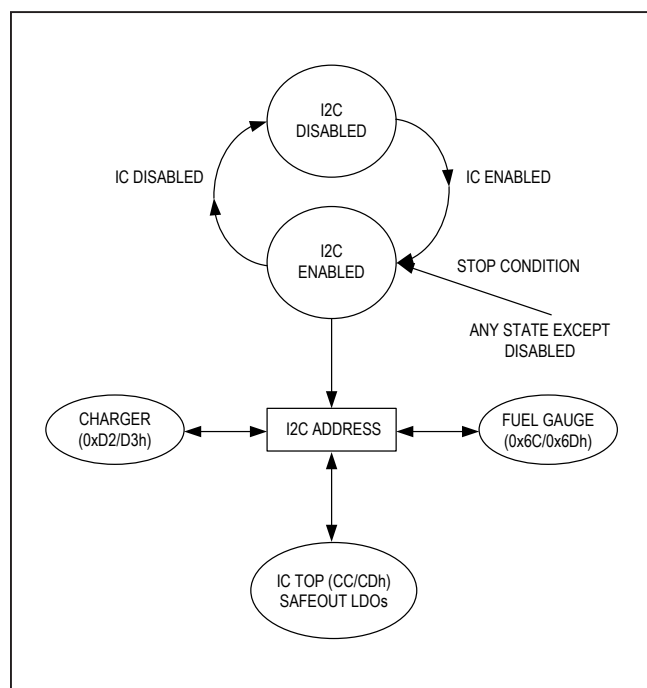 I2C
DISABLED
IC DISABLED
IC ENABLED
I2C
ENABLED
STOP CONDITION
ANY STATE EXCEPT
DISABLED
CHARGER
(0xD2/D3h)
I2C ADDRESS
FUEL GAUGE
(0x6C/0x6Dh)
IC TOP (CC/CDh)
SAFEOUT LDOs